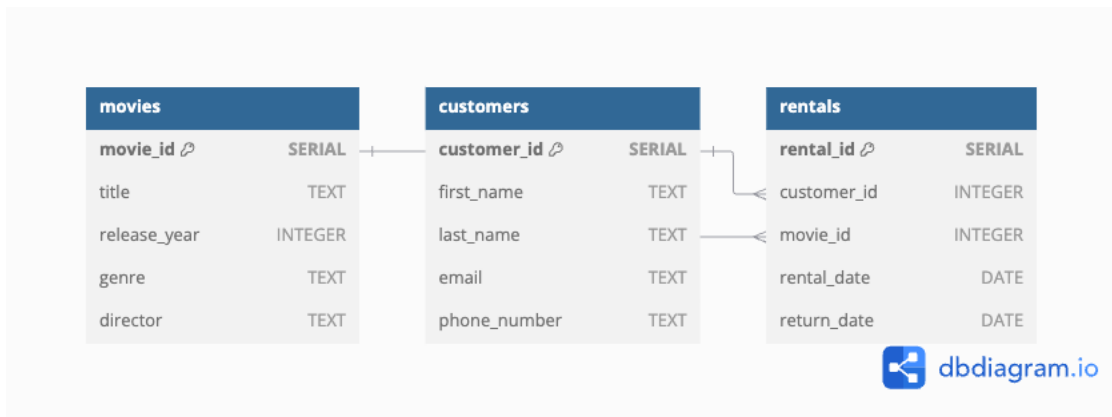 movies
movie_id SERIAL
title TEXT
release_year INTEGER
genre TEXT
director TEXT
customers
customer_id SERIAL
first_name TEXT
last_name TEXT
email TEXT
phone_number TEXT
rentals
rental_id SERIAL
customer_id INTEGER
movie_id INTEGER
rental_date DATE
return_date DATE
dbdiagram.io